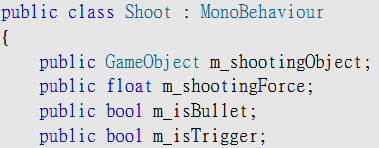 public class Shoot : MonoBehaviour
{
public GameObject m_shootingObject;
public float m_shootingForce;
public bool m_isBullet;
public bool m_isTrigger;